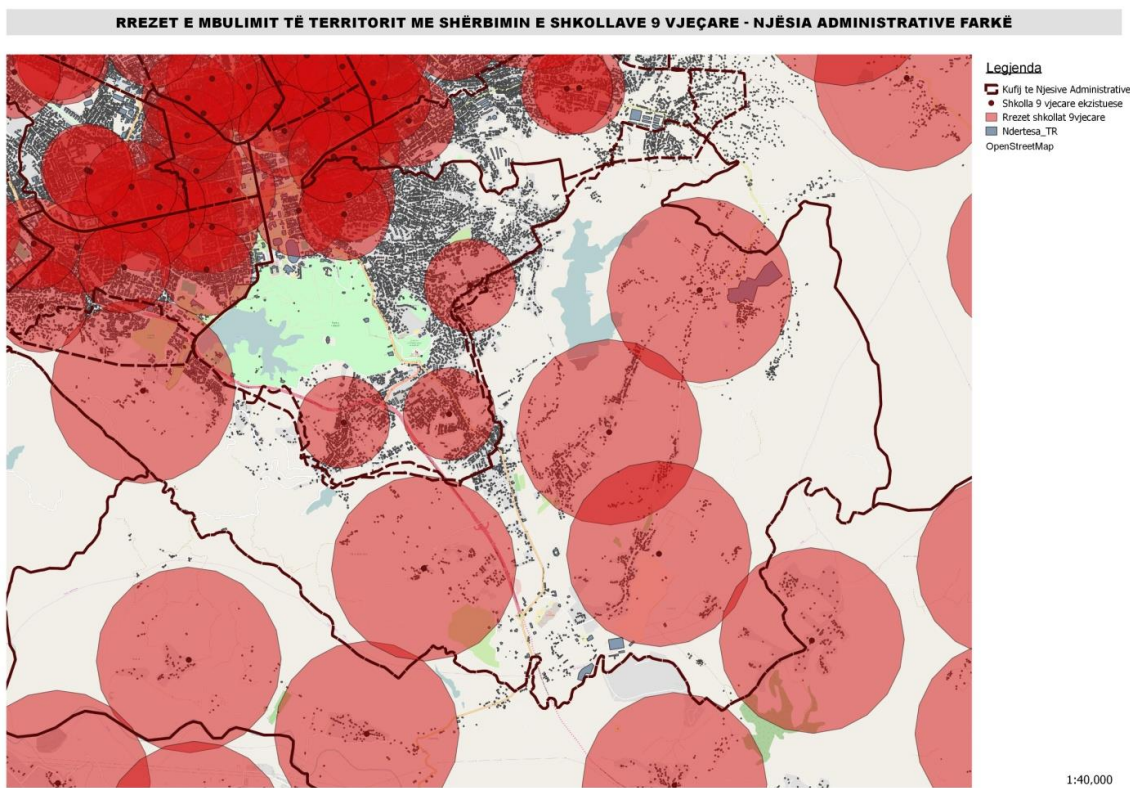 RREZET E MBULIMIT TË TERRITORIT ME SHËRBIMIN E SHKOLLAVE 9 VJEÇARE - NJËSIA ADMINISTRATIVE FARKË
Legjenda
Kufij te Njesive Administrative
Shkolla 9 vjecare ekzistuese
Rrezet shkollat 9vjecare
Ndertesa_TR
OpenStreetMap
1:40,000